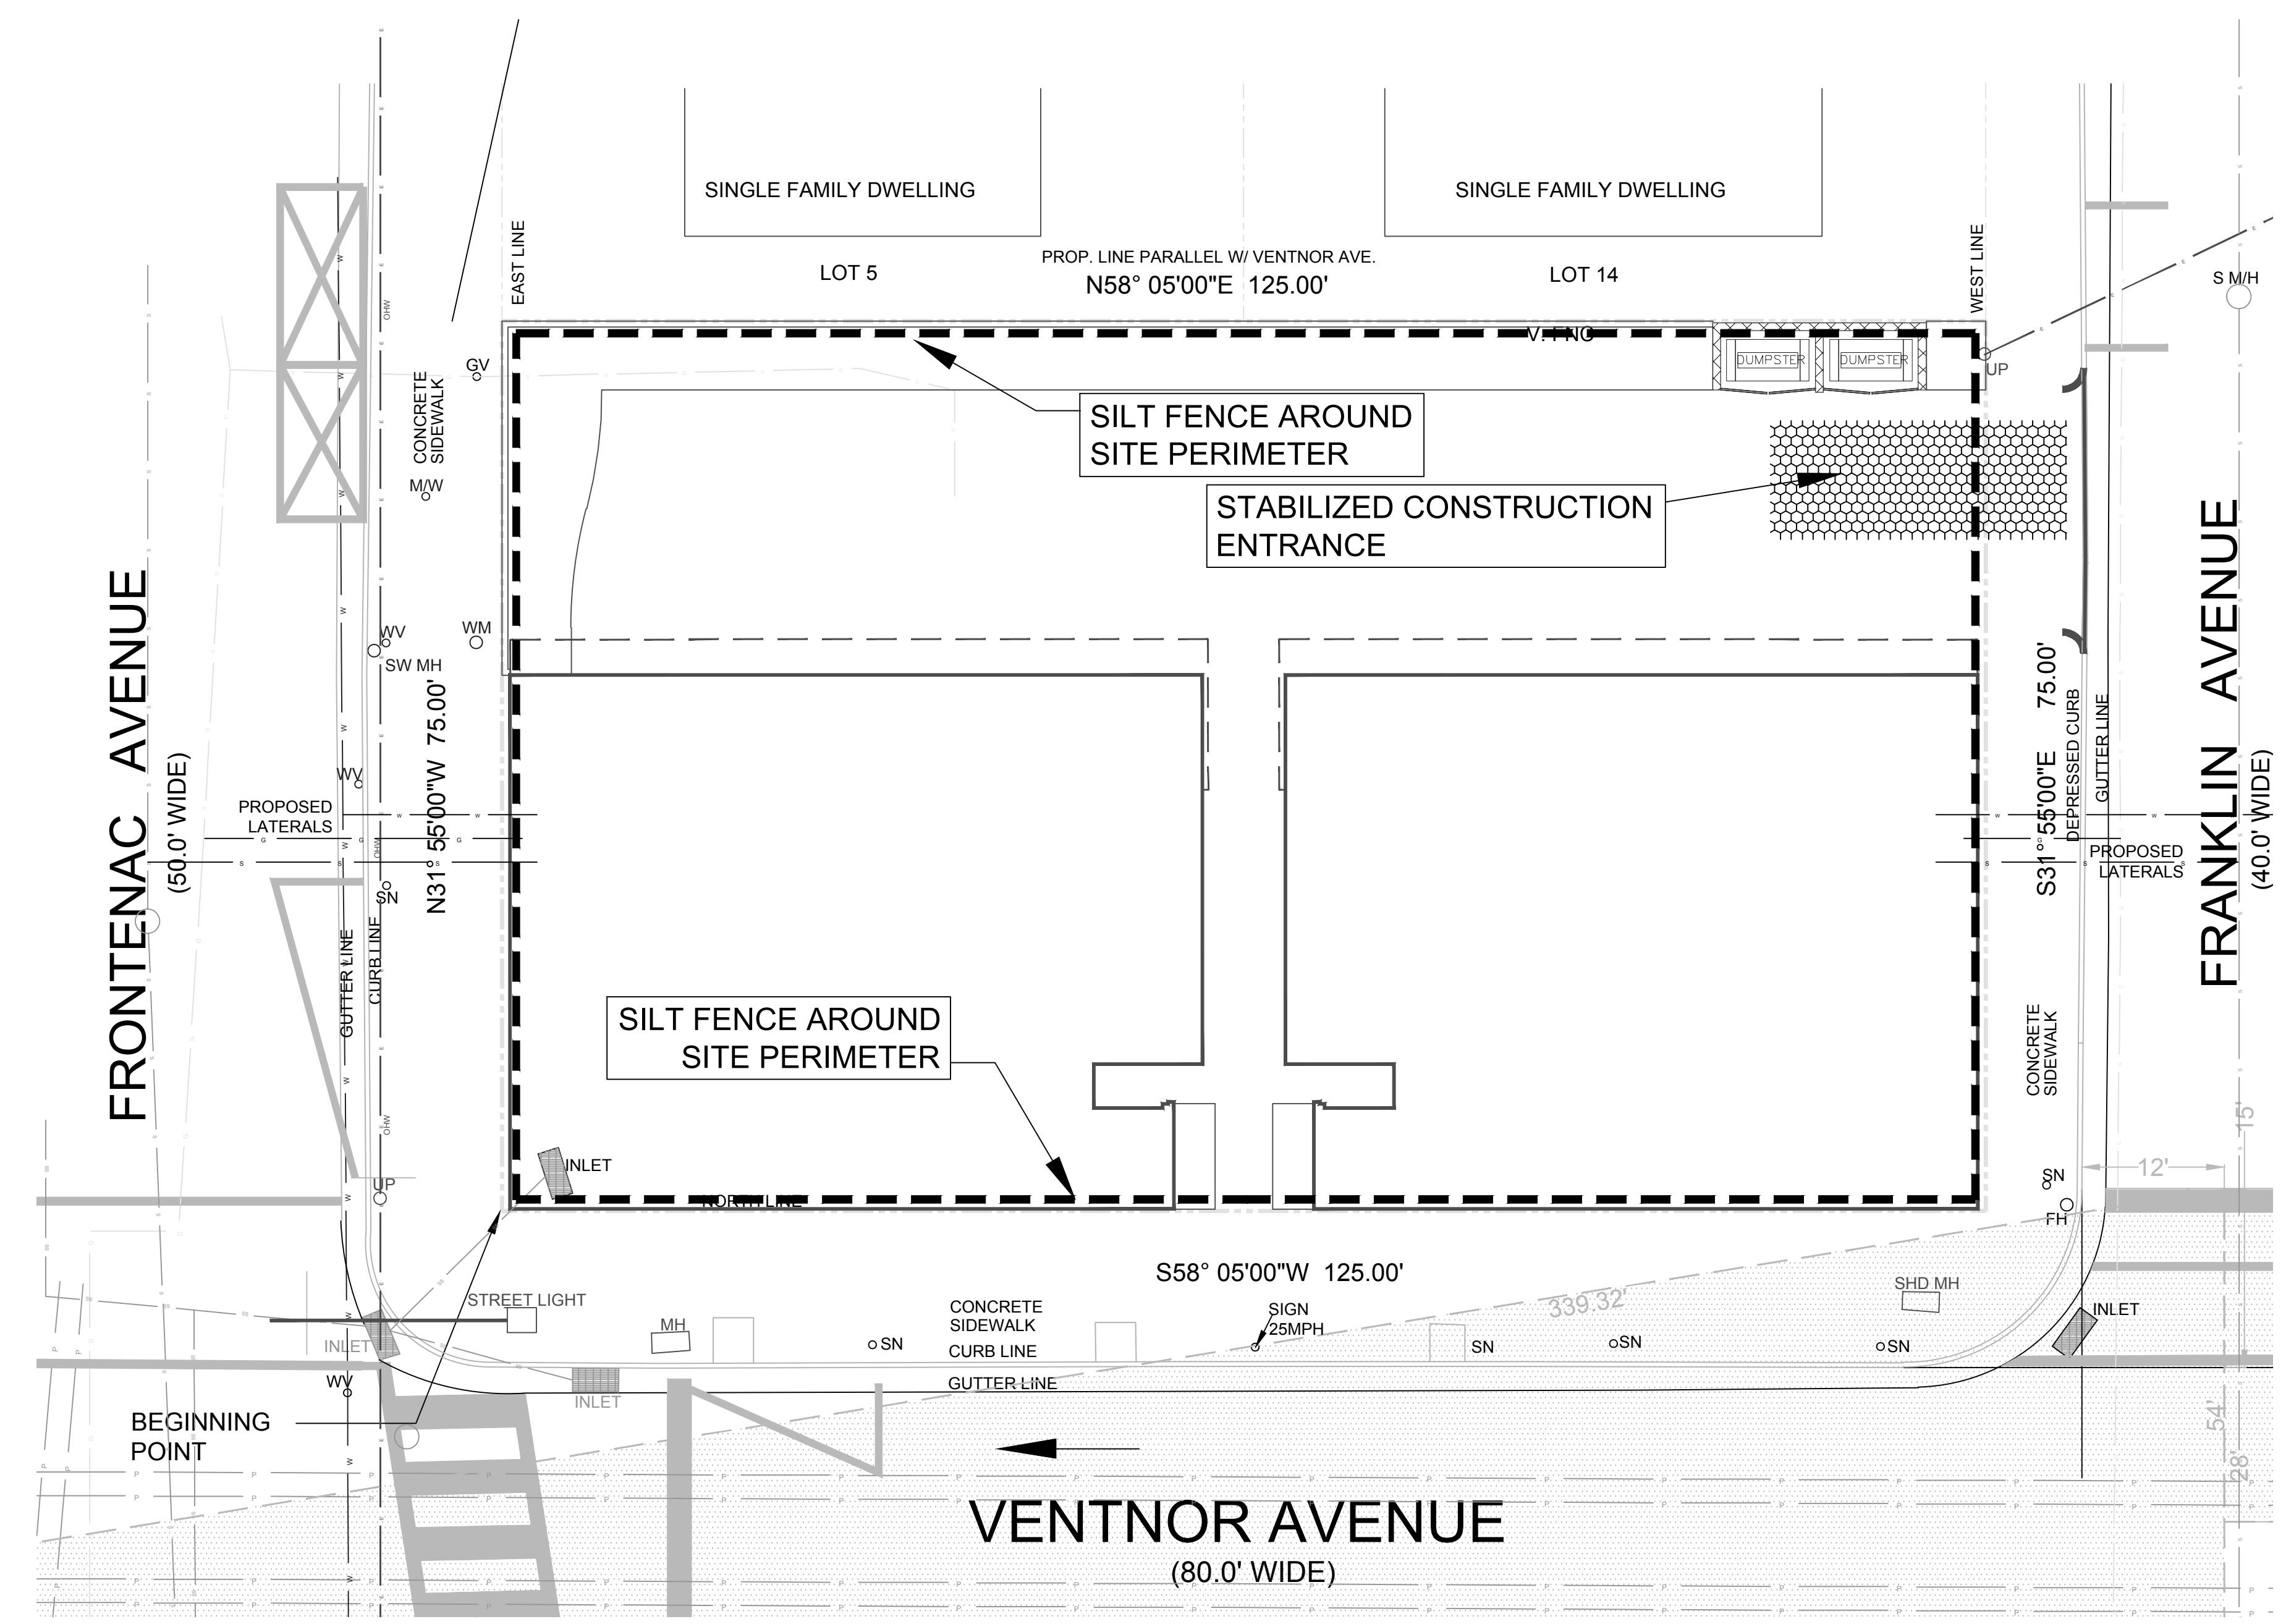 SINGLE FAMILY DWELLING
SINGLE FAMILY DWELLING
EAST LINE
WEST LINE
PROP. LINE PARALLEL W/ VENTNOR AVE.
LOT 5
N58° 05'00"E 125.00'
LOT 14
S M/H
OHW
V. FNC
GV
DUMPSTER
DUMPSTER
UP
CONCRETE
SIDEWALK
SILT FENCE AROUND
SITE PERIMETER
M/W
STABILIZED CONSTRUCTION
ENTRANCE
WV
WM
SW MH
FRONTENAC AVENUE
(50.0' WIDE)
N31° 55'00"W 75.00'
WV
PROPOSED
LATERALS
OHW
SN
GUTTER LINE
CURB LINE
S31° 55'00"E 75.00'
DEPRESSED CURB
GUTTER LINE
PROPOSED
LATERALS
FRANKLIN AVENUE
(40.0' WIDE)
SILT FENCE AROUND
SITE PERIMETER
CONCRETE
SIDEWALK
OHW
15'
12'
INLET
UP
NORTH LINE
SN
FH
S58° 05'00"W 125.00'
STREET LIGHT
339.32'
SHD MH
CONCRETE
SIDEWALK
SIGN
25MPH
INLET
MH
INLET
SN
CURB LINE
SN
SN
SN
WV
GUTTER LINE
INLET
BEGINNING
POINT
54'
28'
VENTNOR AVENUE
(80.0' WIDE)